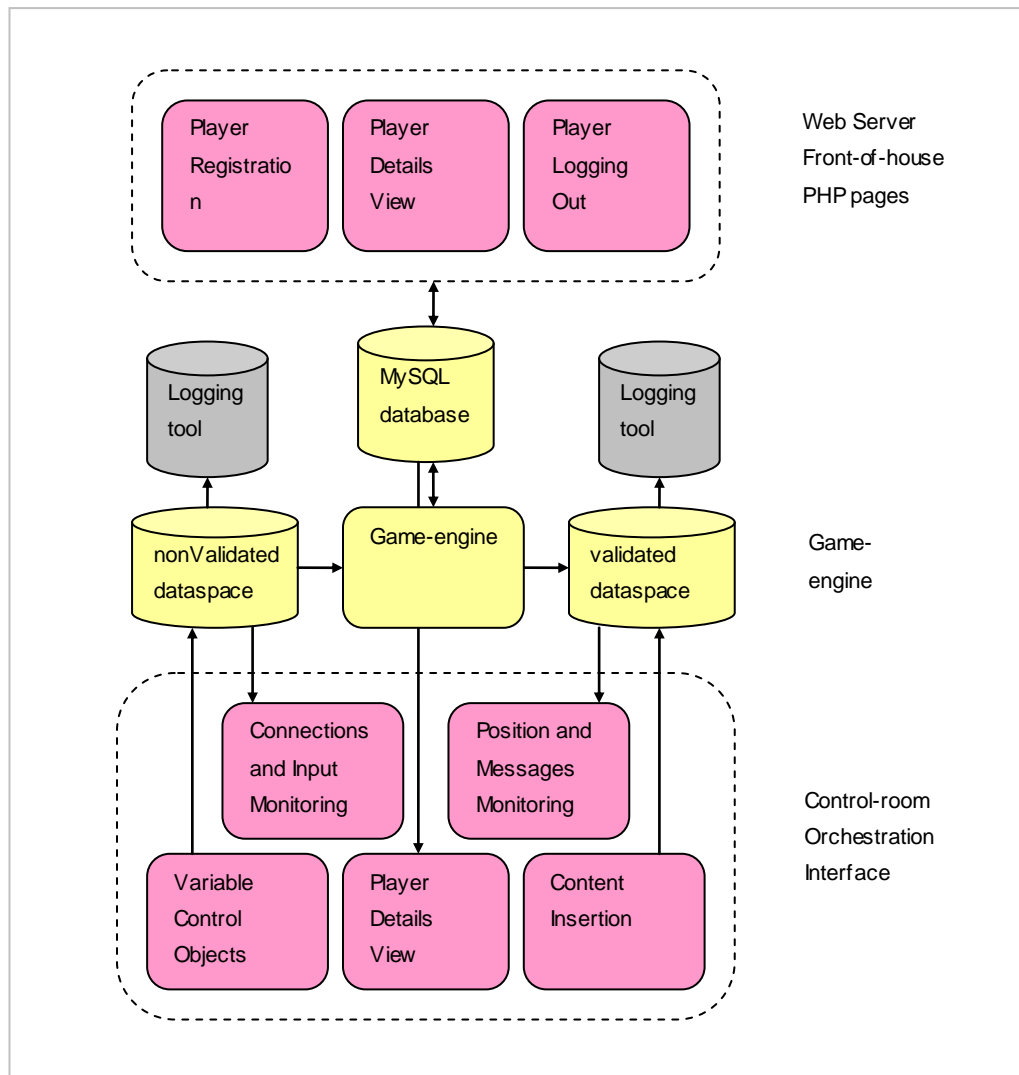 Player
Registratio
n
Player
Details
View
Player
Logging
Out
Web Server
Front-of-house
PHP pages
Logging
tool
MySQL
database
Logging
tool
nonValidated
dataspace
Game-engine
validated
dataspace
Game-
engine
Connections
and Input
Monitoring
Position and
Messages
Monitoring
Control-room
Orchestration
Interface
Variable
Control
Objects
Player
Details
View
Content
Insertion